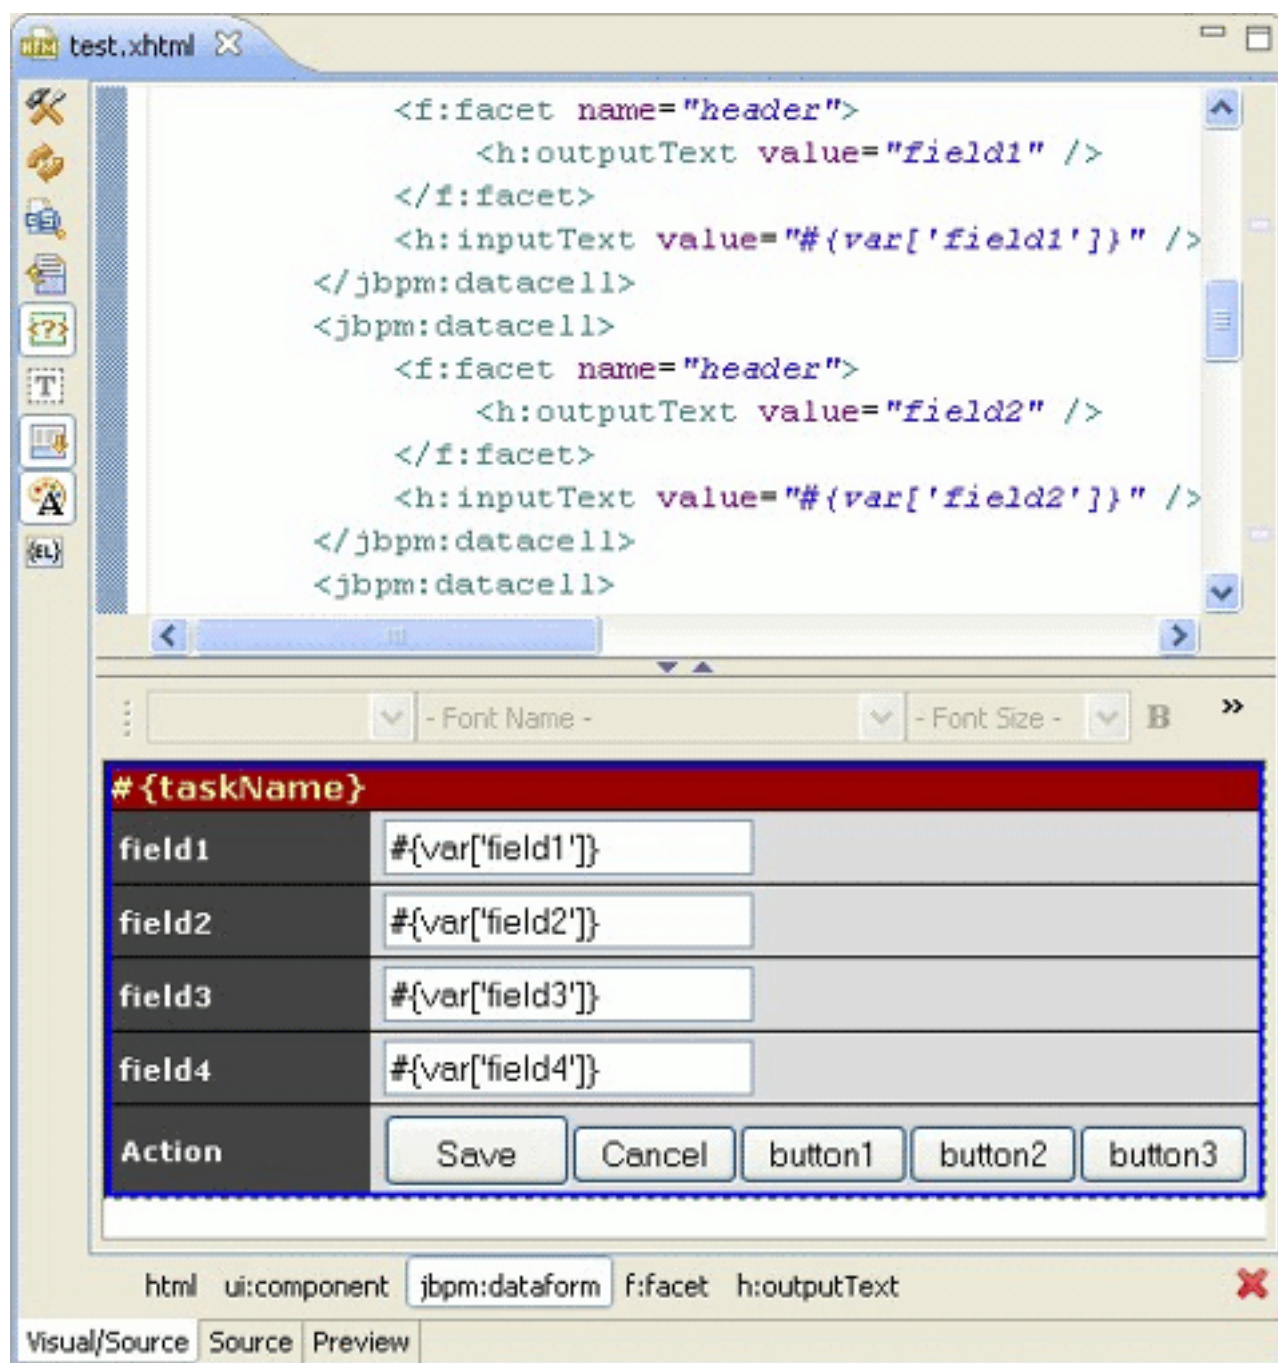 test.xhtml
<f:facet name="header">
<h:outputText value="field1" />
</f:facet>
<h:inputText value="#{var['field1']}" />
</jbpm:datacell>
<jbpm:datacell>
<f:facet name="header">
<h:outputText value="field2" />
</f:facet>
<h:inputText value="#{var['field2']}" />
</jbpm:datacell>
<jbpm:datacell>
<?>
T
A
{EL}
- Font Name - - Font Size - B »
#{taskName}
field1 #{var['field1']}
field2 #{var['field2']}
field3 #{var['field3']}
field4 #{var['field4']}
Action Save Cancel button1 button2 button3
html ui:component jbpm:dataform f:facet h:outputText
Visual/Source Source Preview